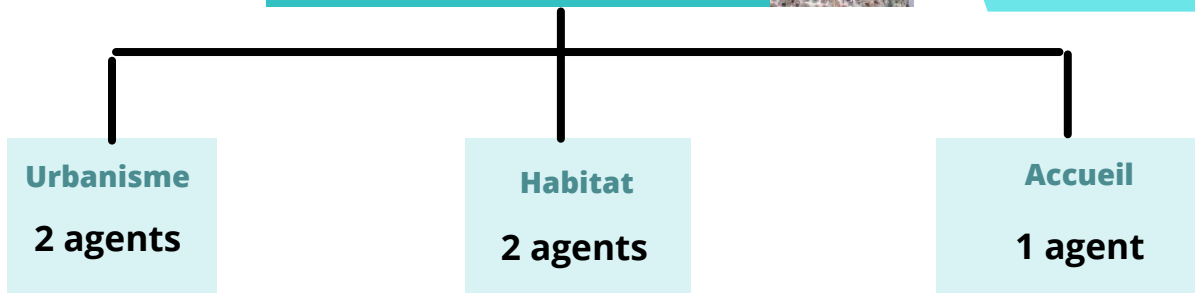 Urbanisme
2 agents
Habitat
2 agents
Accueil
1 agent